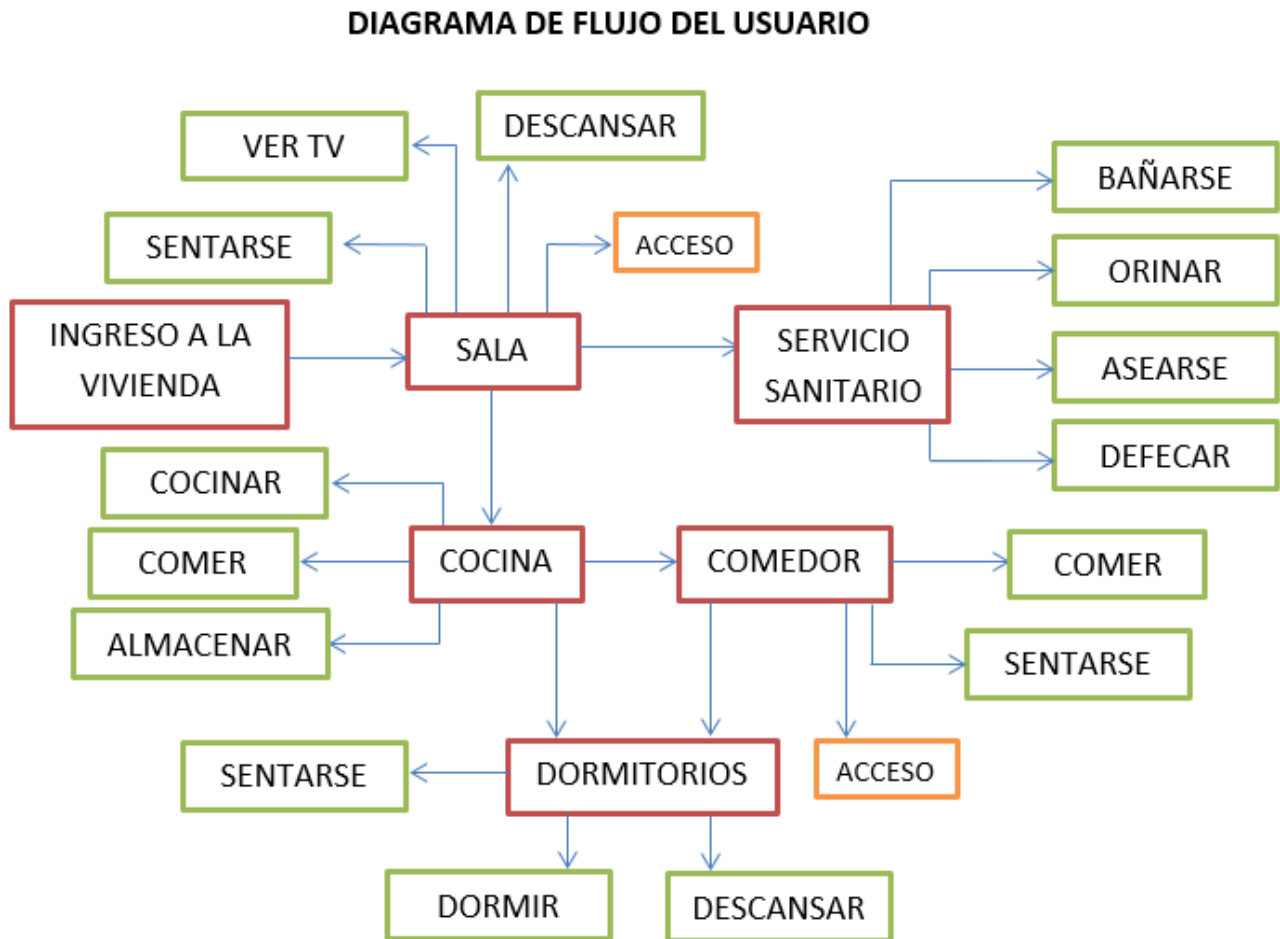 DIAGRAMA DE FLUJO DEL USUARIO
VER TV
DESCANSAR
BAÑARSE
SENTARSE
ACCESO
ORINAR
INGRESO A LA
VIVIENDA
SALA
SERVICIO
SANITARIO
ASEARSE
DEFECAR
COCINAR
COMER
COCINA
COMEDOR
COMER
ALMACENAR
SENTARSE
SENTARSE
DORMITORIOS
ACCESO
DORMIR
DESCANSAR